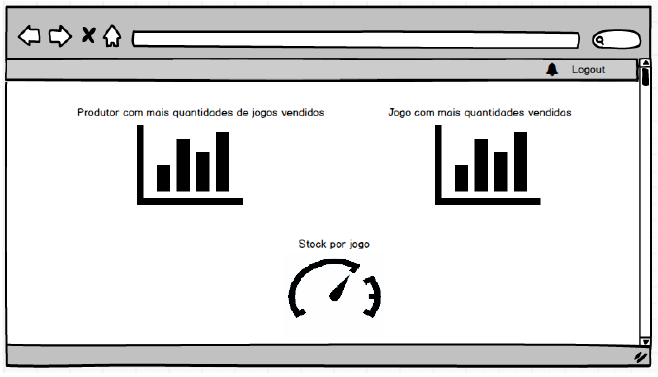 Logout
Produtor com mais quantidades de jogos vendidos
Jogo com mais quantidades vendidas
Stock por jogo